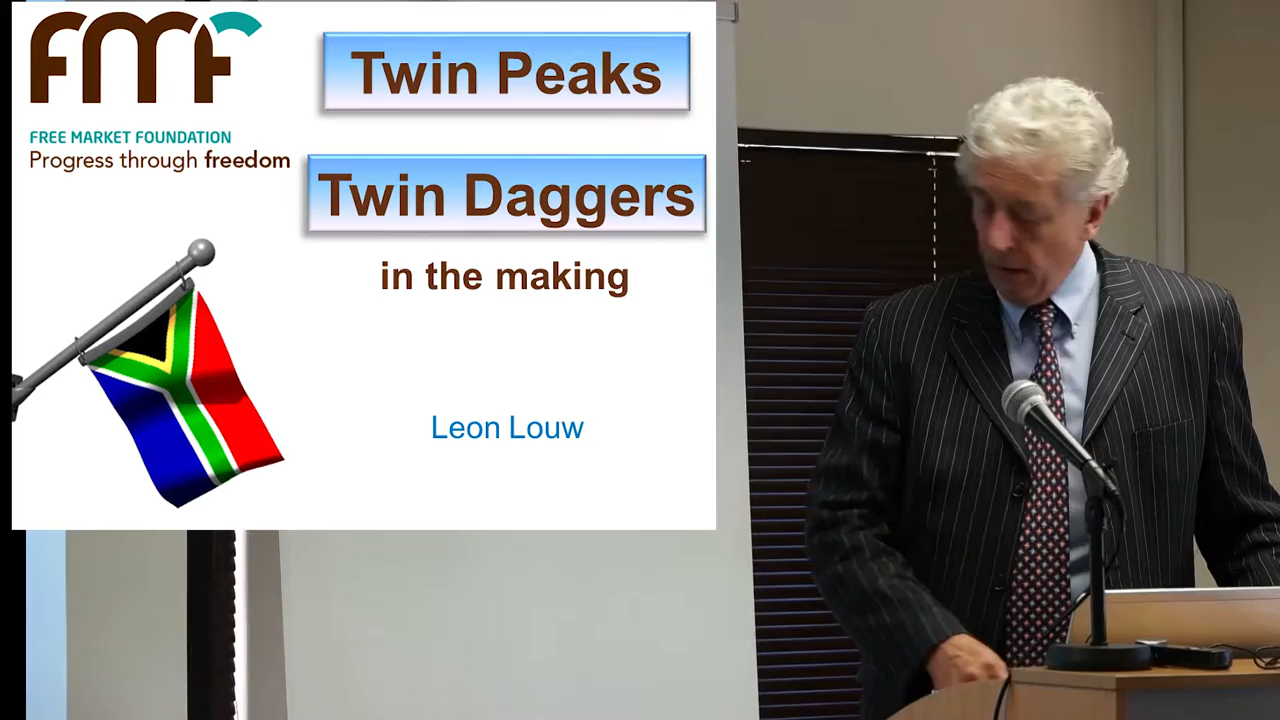 FMF
FREE MARKET FOUNDATION
Progress through freedom
Twin Peaks
Twin Daggers
in the making
Leon Louw